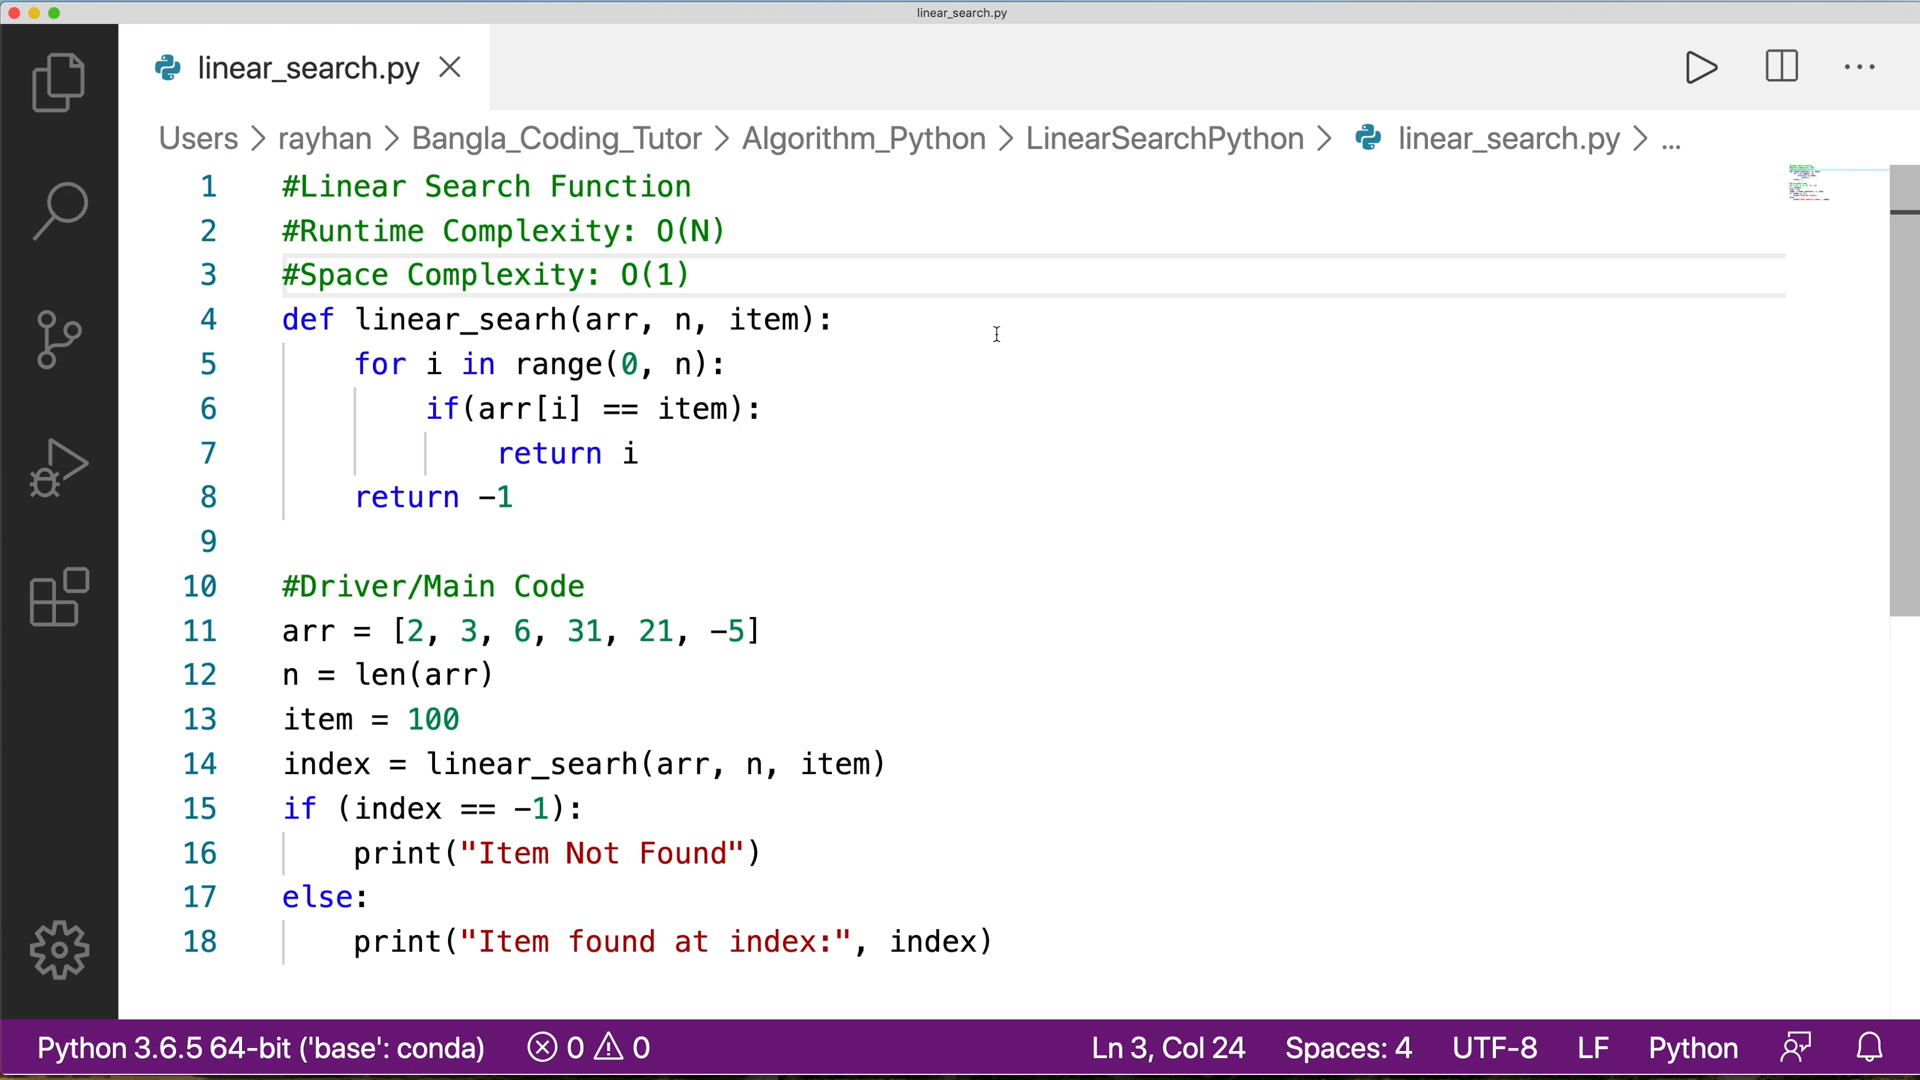 linear_search.py
linear_search.py
Users > rayhan > Bangla_Coding_Tutor > Algorithm_Python > LinearSearchPython > linear_search.py > ...
1 #Linear Search Function
2 #Runtime Complexity: O(N)
3 #Space Complexity: O(1)
4 def linear_searh(arr, n, item):
5     for i in range(0, n):
6         if(arr[i] == item):
7             return i
8     return -1
9
10 #Driver/Main Code
11 arr = [2, 3, 6, 31, 21, -5]
12 n = len(arr)
13 item = 100
14 index = linear_searh(arr, n, item)
15 if (index == -1):
16     print("Item Not Found")
17 else:
18     print("Item found at index:", index)
Python 3.6.5 64-bit ('base': conda) 0 0 Ln 3, Col 24 Spaces: 4 UTF-8 LF Python